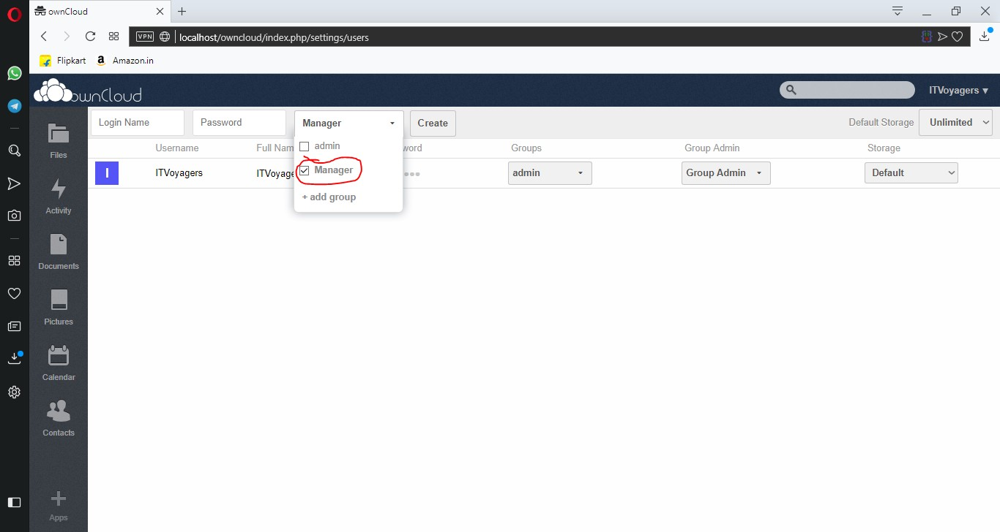 ownCloud
VPN
localhost/owncloud/index.php/settings/users
Flipkart
a Amazon.in
ownCloud
ITVoyagers
Login Name
Password
Manager
Create
Default Storage
Unlimited
admin
Manager
+ add group
Username
Full Nam
word
Groups
Group Admin
Storage
I
ITVoyagers
ITVoyage
admin
Group Admin
Default
Files
Activity
Documents
Pictures
Calendar
Contacts
Apps